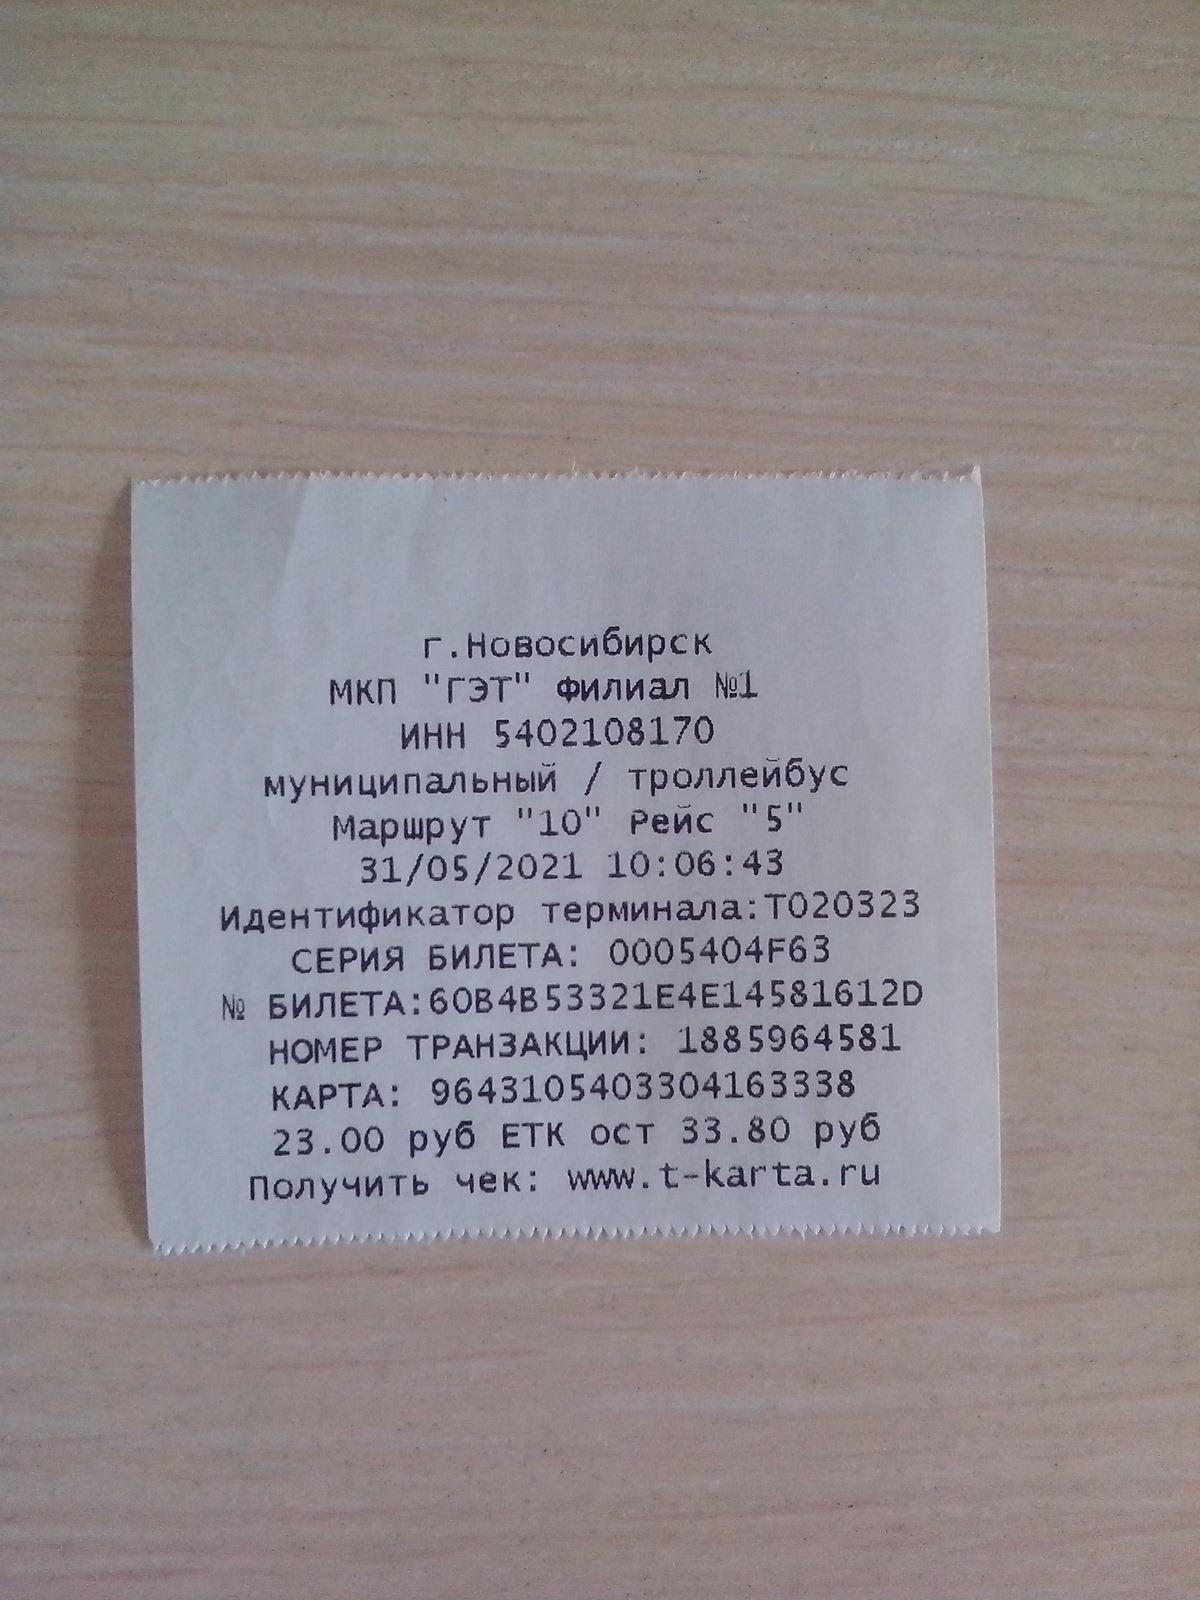 г.Новосибирск
МКП "ГЭТ" Филиал №1
ИНН 5402108170
муниципальный / троллейбус
Маршрут "10" Рейс "5"
31/05/2021 10:06:43
Идентификатор терминала:T020323
СЕРИЯ БИЛЕТА: 0005404F63
№ БИЛЕТА:60B4B53321E4E14581612D
НОМЕР ТРАНЗАКЦИИ: 1885964581
КАРТА: 9643105403304163338
23.00 руб ЕТК ост 33.80 руб
Получить чек: www.t-karta.ru